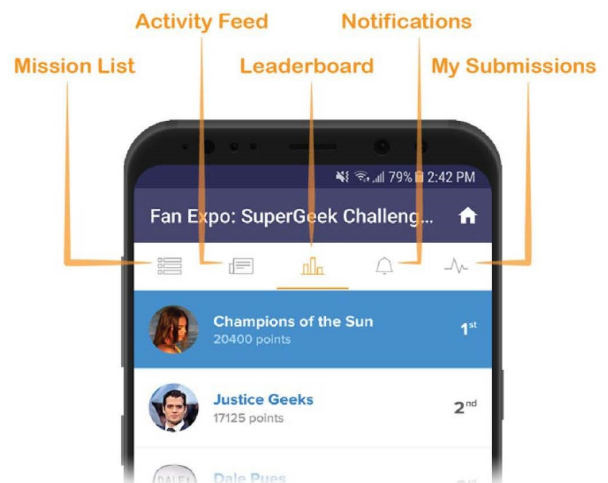 Activity Feed
Notifications
Mission List
Leaderboard
My Submissions
79% 2:42 PM
Fan Expo: SuperGeek Challeng...
Champions of the Sun
20400 points
1st
Justice Geeks
17125 points
2nd
DALE!
Dale Pues